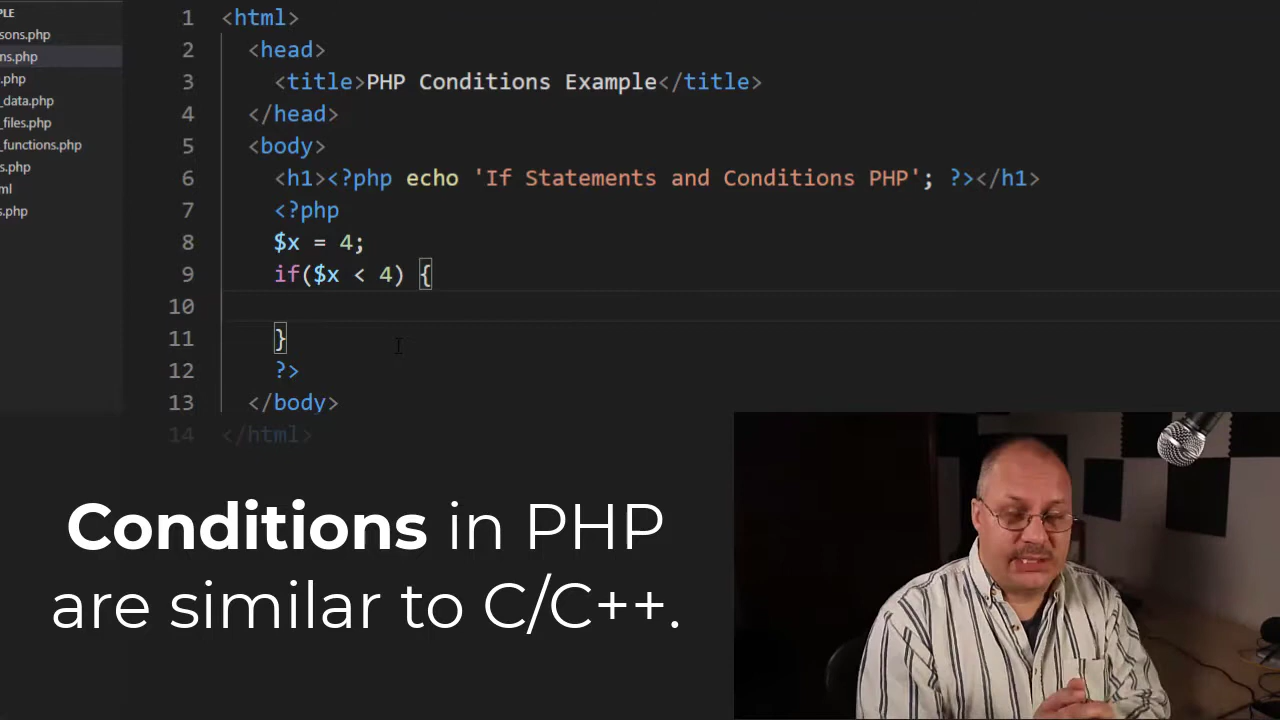 PLE
sons.php
ns.php
.php
_data.php
_files.php
_functions.php
s.php
ml
s.php
1 <html>
2 <head>
3 <title>PHP Conditions Example</title>
4 </head>
5 <body>
6 <h1><?php echo 'If Statements and Conditions PHP'; ?></h1>
7 <?php
8 $x = 4;
9 if($x < 4) {
10
11 }
12 ?>
13 </body>
14 </html>
Conditions in PHP
are similar to C/C++.